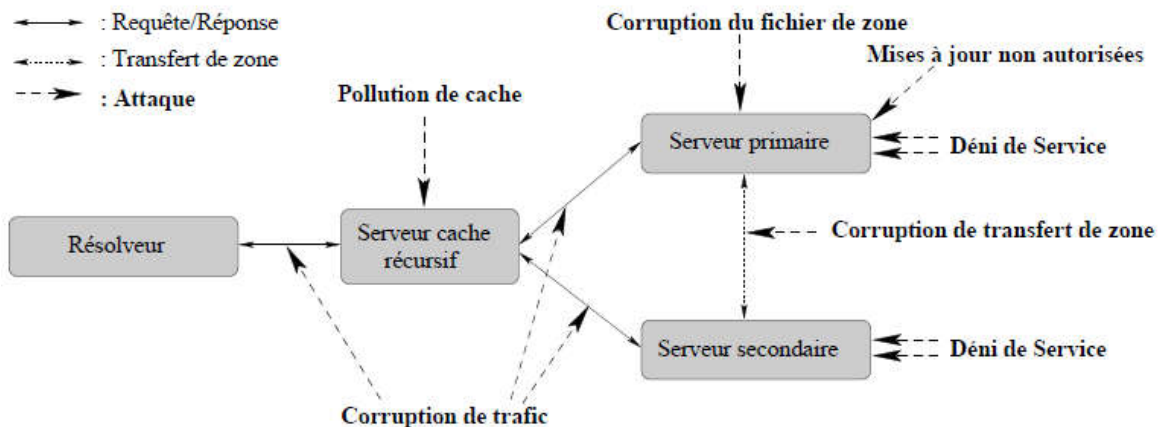 : Requête/Réponse
: Transfert de zone
: Attaque
Corruption du fichier de zone
Mises à jour non autorisées
Pollution de cache
Serveur primaire
Déni de Service
Résolveur
Serveur cache
récursif
Corruption de transfert de zone
Serveur secondaire
Déni de Service
Corruption de trafic